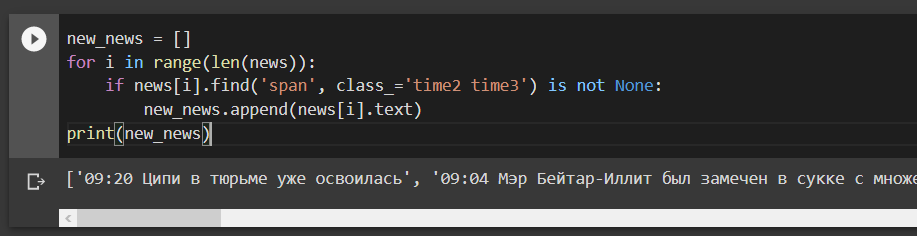 new_news = []
for i in range(len(news)):
    if news[i].find('span', class_='time2 time3') is not None:
        new_news.append(news[i].text)
print(new_news)
['09:20 Ципи в тюрьме уже освоилась', '09:04 Мэр Бейтар-Иллит был замечен в сукке с множе